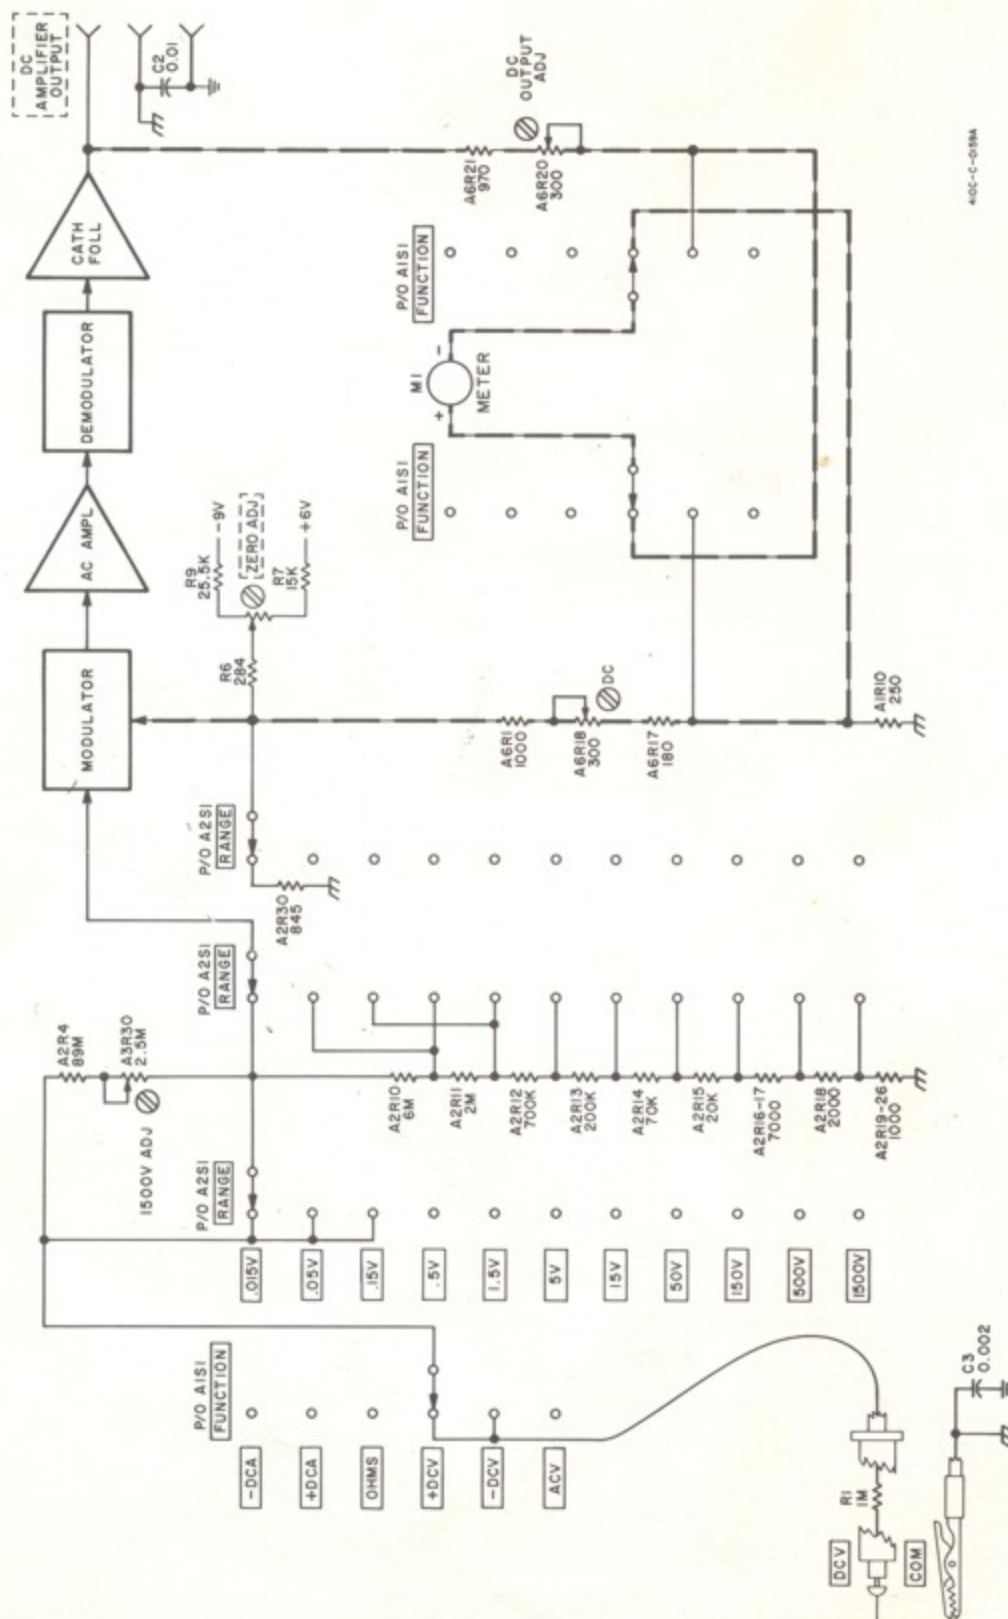 DC
AMPLIFIER
OUTPUT
C2
0.01
CATH
FOLL
DEMODULATOR
AC AMPL
MODULATOR
A6R21
970
A6R20
300
DC
OUTPUT
ADJ
R9
25.5K
-9V
ZERO ADJ
R7
15K
+6V
R6
284
P/O A1S1
FUNCTION
M1
METER
+
-
P/O A1S1
FUNCTION
A6R1
1000
A6R18
300
DC
A6R17
180
A1R10
250
P/O A2S1
RANGE
A2R30
845
P/O A2S1
RANGE
A2R4
89M
A3R30
2.5M
1500V ADJ
A2R10
6M
A2R11
2M
A2R12
700K
A2R13
200K
A2R14
70K
A2R15
20K
A2R16-17
7000
A2R18
2000
A2R19-26
1000
P/O A2S1
RANGE
.015V
.05V
.15V
.5V
1.5V
5V
15V
50V
150V
500V
1500V
P/O A1S1
FUNCTION
-DCA
+DCA
OHMS
+DCV
-DCV
ACV
R1
1M
DCV
COM
C3
0.002